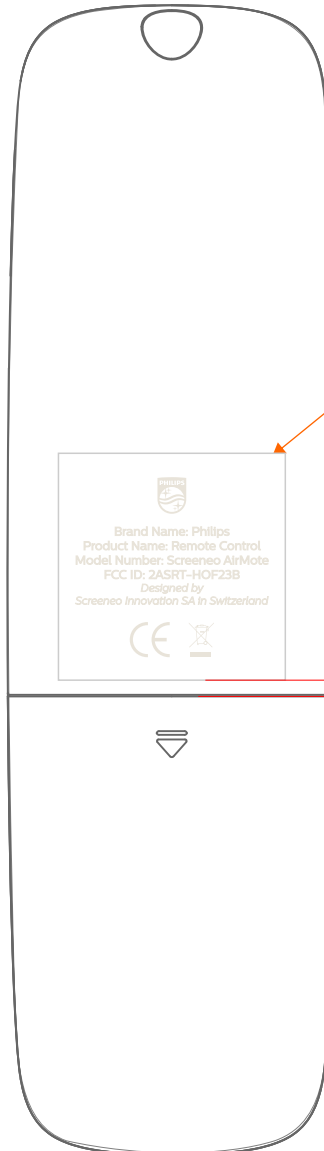 PHILIPS
Brand Name: Philips
Product Name: Remote Control
Model Number: Screeneo AirMote
FCC ID: 2ASRT-HOF23B
Designed by
Screeneo Innovation SA in Switzerland
CE